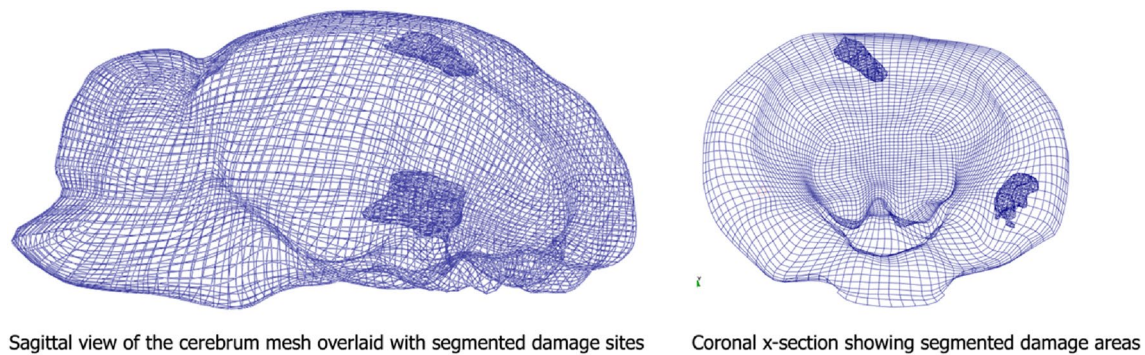 Sagittal view of the cerebrum mesh overlaid with segmented damage sites
Coronal x-section showing segmented damage areas